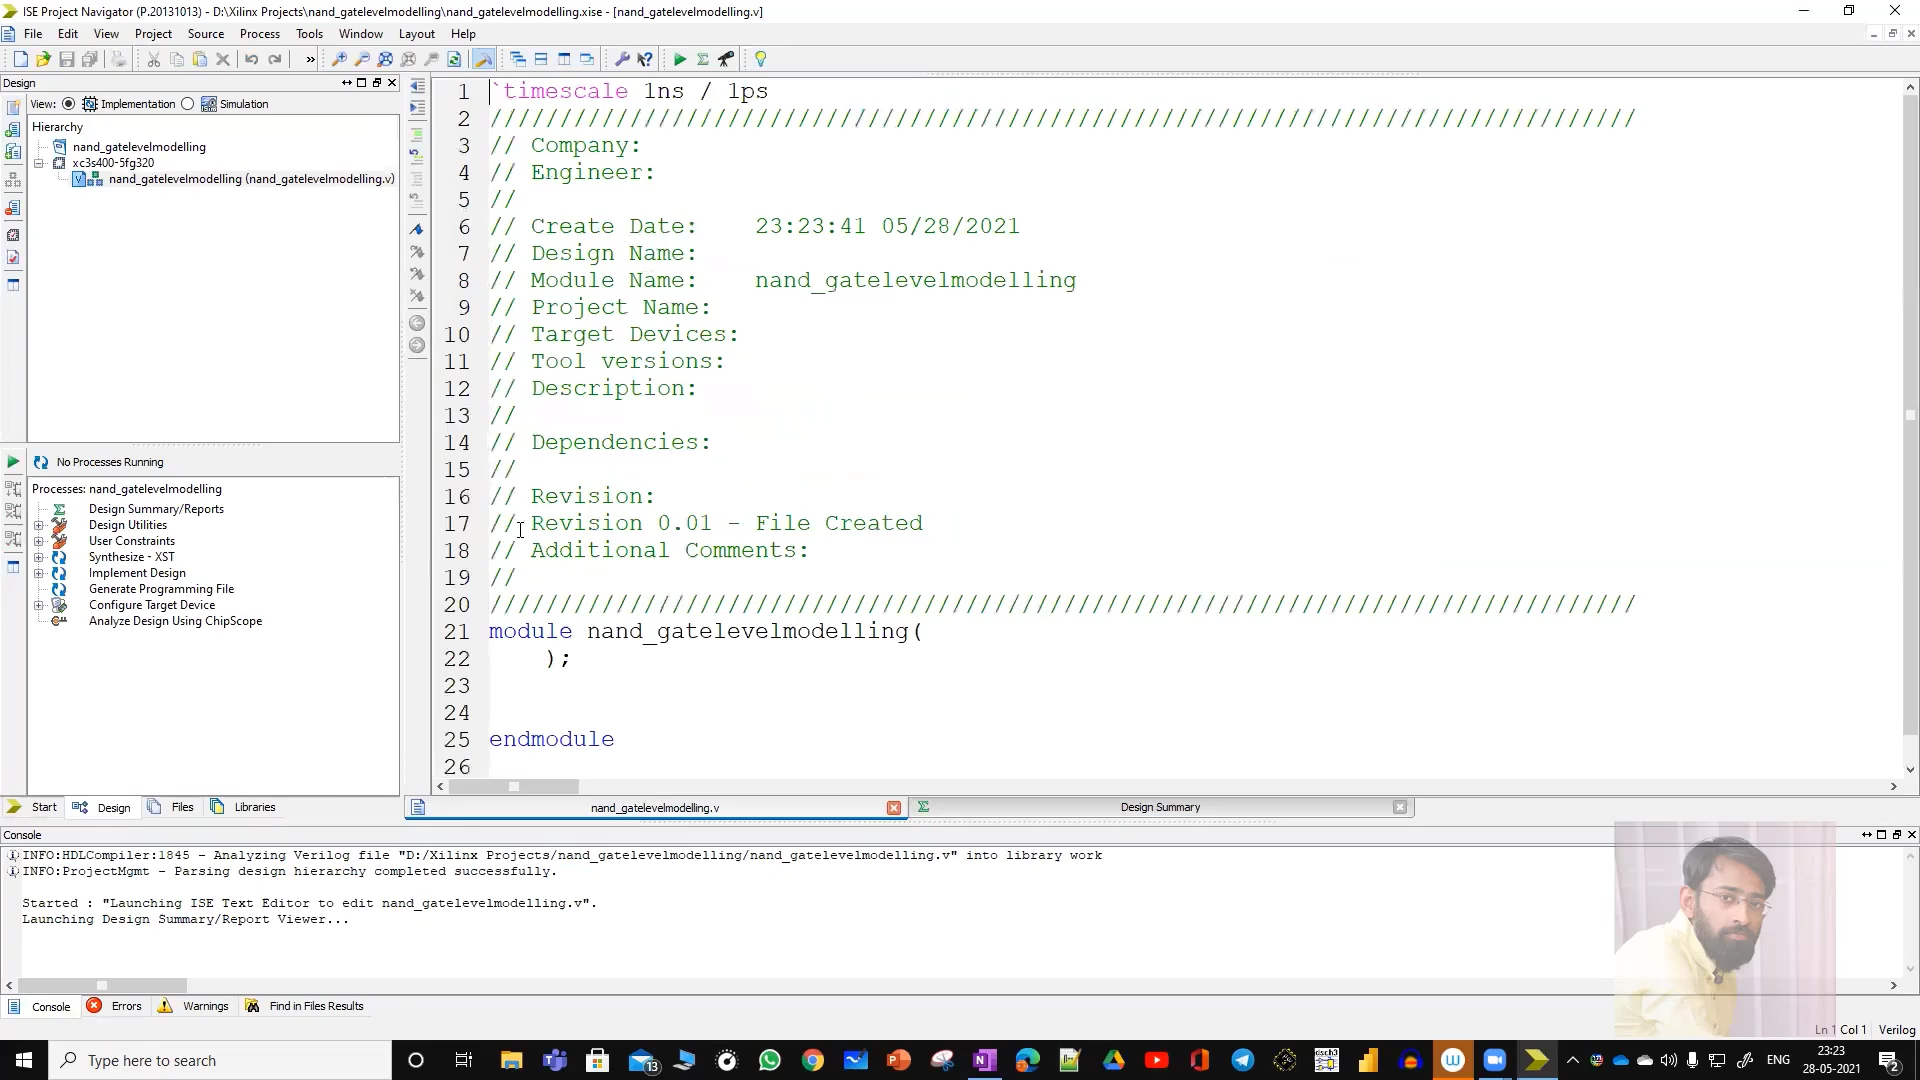 ISE Project Navigator (P.20131013) - D:\Xilinx Projects\nand_gatelevelmodelling\nand_gatelevelmodelling.xise - [nand_gatelevelmodelling.v]
File Edit View Project Source Process Tools Window Layout Help
Design
View: Implementation Simulation
Hierarchy
nand_gatelevelmodelling
xc3s400-5fg320
nand_gatelevelmodelling (nand_gatelevelmodelling.v)
No Processes Running
Processes: nand_gatelevelmodelling
Design Summary/Reports
Design Utilities
User Constraints
Synthesize - XST
Implement Design
Generate Programming File
Configure Target Device
Analyze Design Using ChipScope
Start Design Files Libraries
1 `timescale 1ns / 1ps
2 //////////////////////////////////////////////////////////////////////////////////
3 // Company:
4 // Engineer:
5 //
6 // Create Date:    23:23:41 05/28/2021
7 // Design Name:
8 // Module Name:    nand_gatelevelmodelling
9 // Project Name:
10 // Target Devices:
11 // Tool versions:
12 // Description:
13 //
14 // Dependencies:
15 //
16 // Revision:
17 // Revision 0.01 - File Created
18 // Additional Comments:
19 //
20 //////////////////////////////////////////////////////////////////////////////////
21 module nand_gatelevelmodelling(
22     );
23
24
25 endmodule
26
nand_gatelevelmodelling.v Design Summary
Console
INFO:HDLCompiler:1845 - Analyzing Verilog file "D:/Xilinx Projects/nand_gatelevelmodelling/nand_gatelevelmodelling.v" into library work
INFO:ProjectMgmt - Parsing design hierarchy completed successfully.
Started : "Launching ISE Text Editor to edit nand_gatelevelmodelling.v".
Launching Design Summary/Report Viewer...
Console Errors Warnings Find in Files Results
Ln 1 Col 1 Verilog
Type here to search
13
ENG
23:23
28-05-2021
2